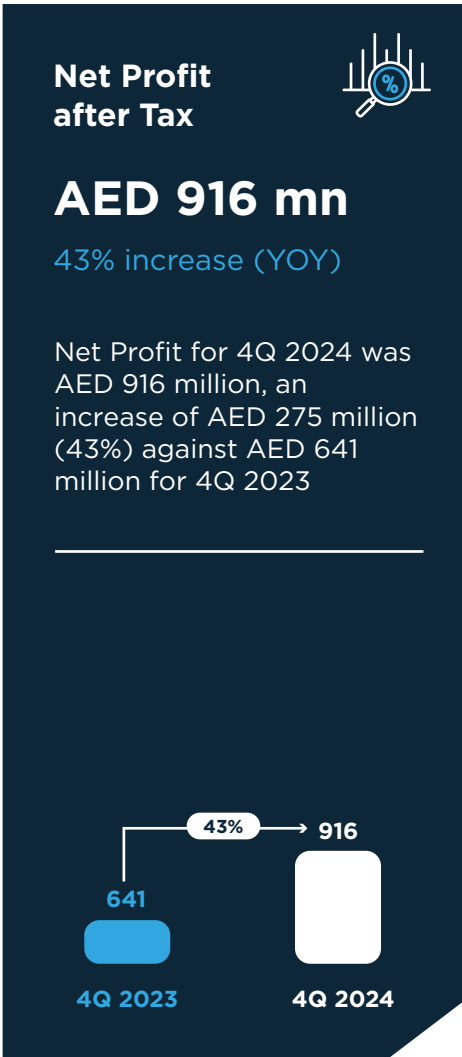 Net Profit
after Tax
%
AED 916 mn
43% increase (YOY)
Net Profit for 4Q 2024 was
AED 916 million, an
increase of AED 275 million
(43%) against AED 641
million for 4Q 2023
43%
916
641
4Q 2023
4Q 2024